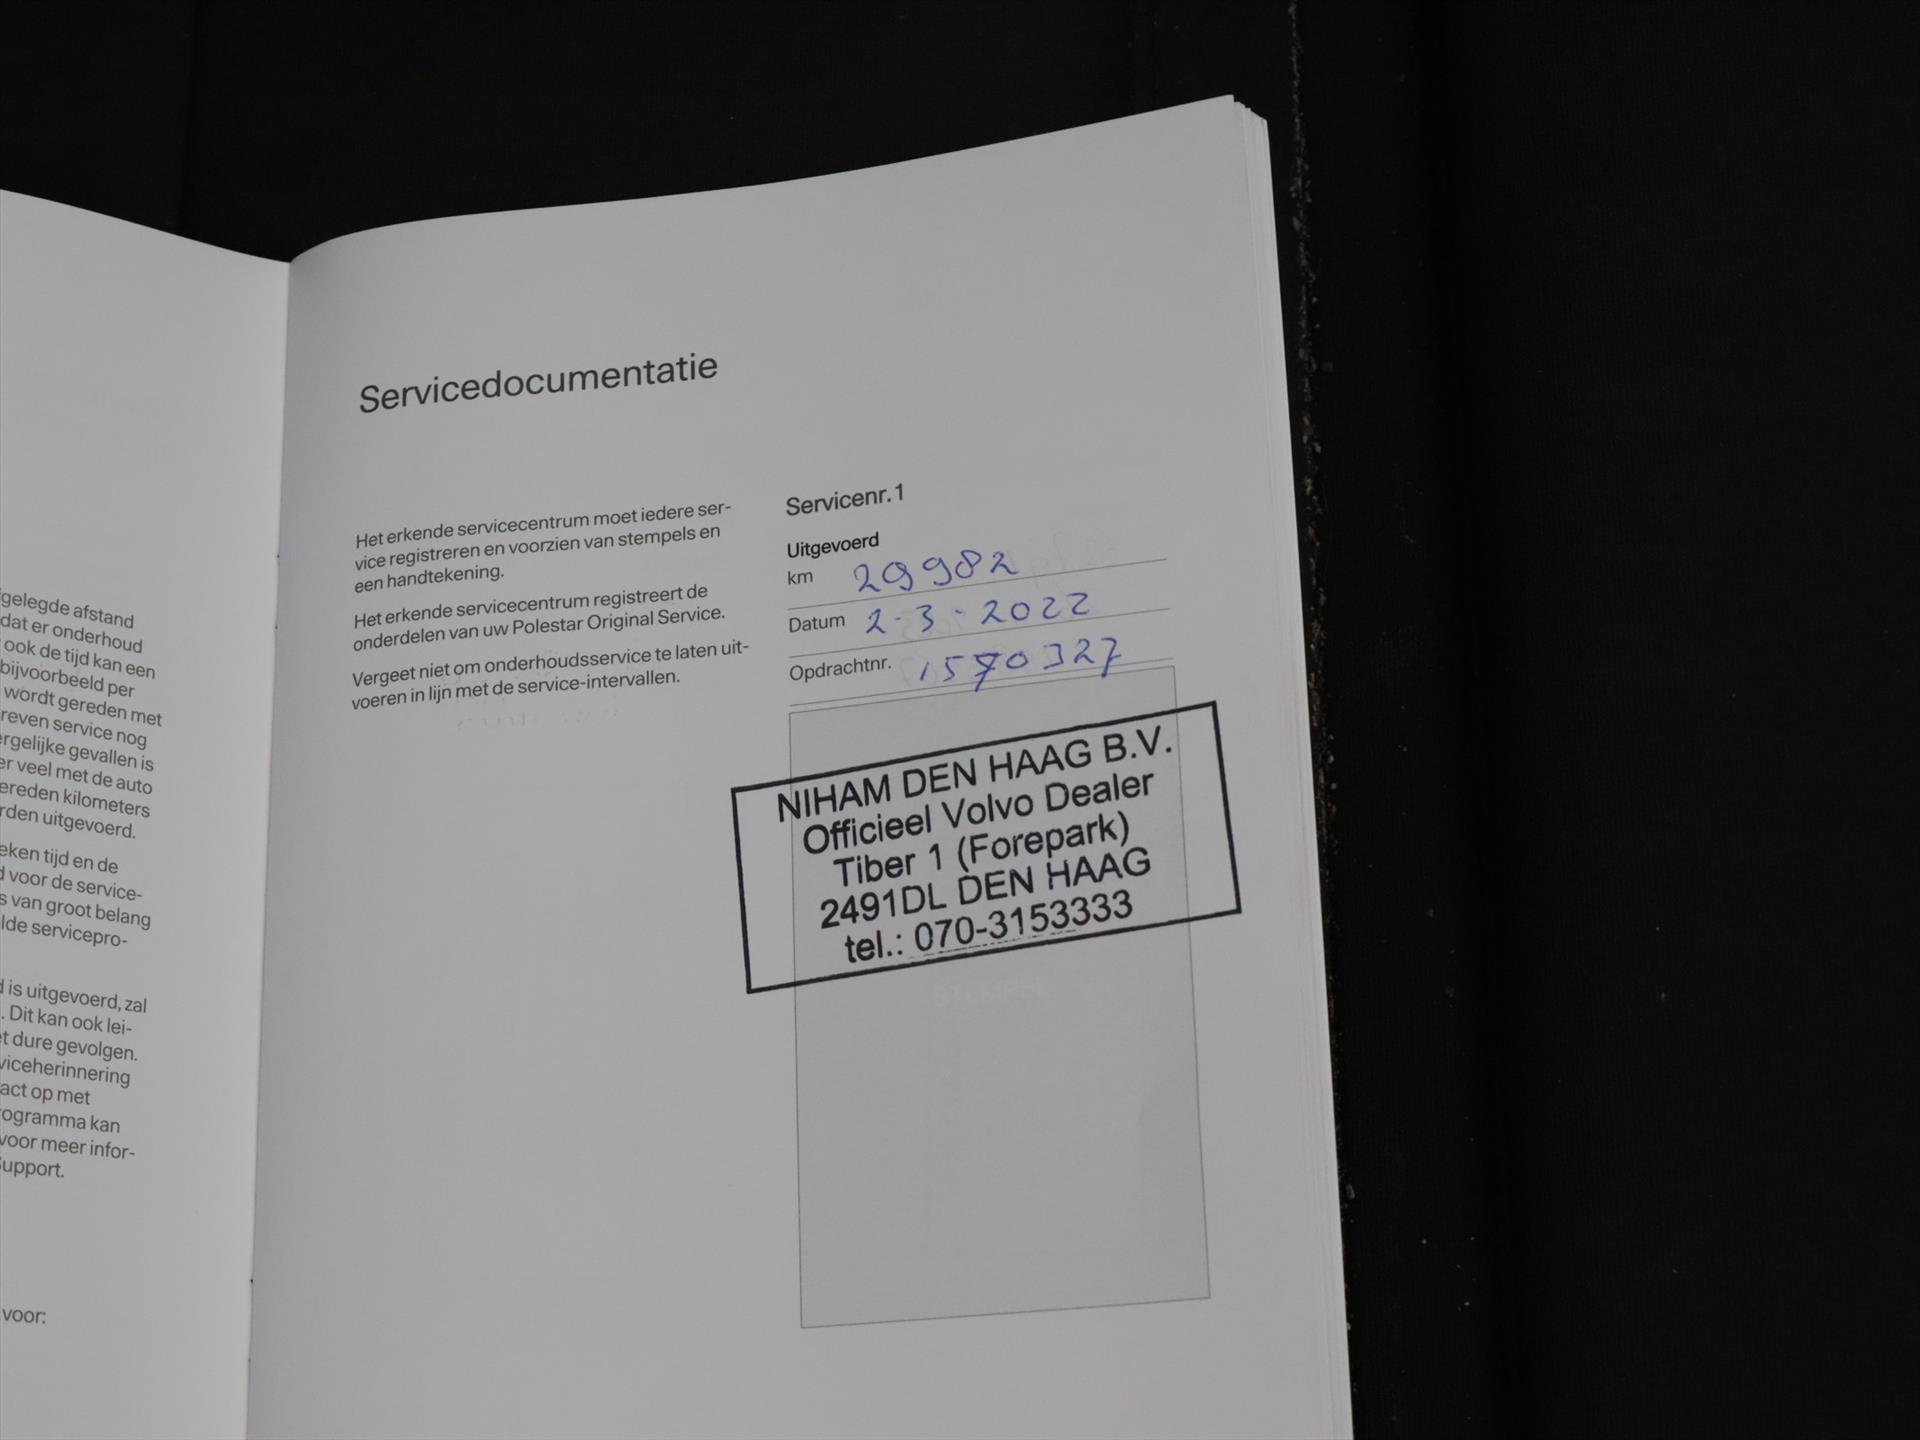 gelegde afstand
dat er onderhoud
ook de tijd kan een
bijvoorbeeld per
wordt gereden met
reven service nog
ergelijke gevallen is
er veel met de auto
ereden kilometers
rden uitgevoerd.
eken tijd en de
d voor de service-
s van groot belang
lde servicepro-
d is uitgevoerd, zal
. Dit kan ook lei-
et dure gevolgen.
viceherinnering
act op met
rogramma kan
voor meer infor-
Support.
voor:
Servicedocumentatie
Het erkende servicecentrum moet iedere ser-
vice registreren en voorzien van stempels en
een handtekening.
Het erkende servicecentrum registreert de
onderdelen van uw Polestar Original Service.
Vergeet niet om onderhoudsservice te laten uit-
voeren in lijn met de service-intervallen.
Servicenr. 1
Uitgevoerd
km 29982
Datum 2-3-2022
Opdrachtnr. 1570327
NIHAM DEN HAAG B.V.
Officieel Volvo Dealer
Tiber 1 (Forepark)
2491DL DEN HAAG
tel.: 070-3153333
STEMPEL